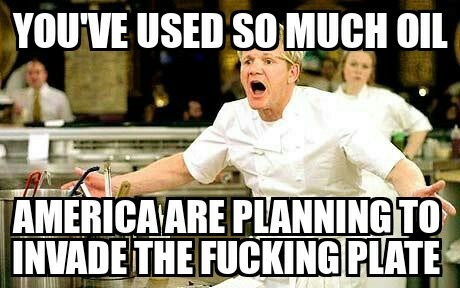 YOU'VE USED SO MUCH OIL
AMERICA ARE PLANNING TO
INVADE THE FUCKING PLATE